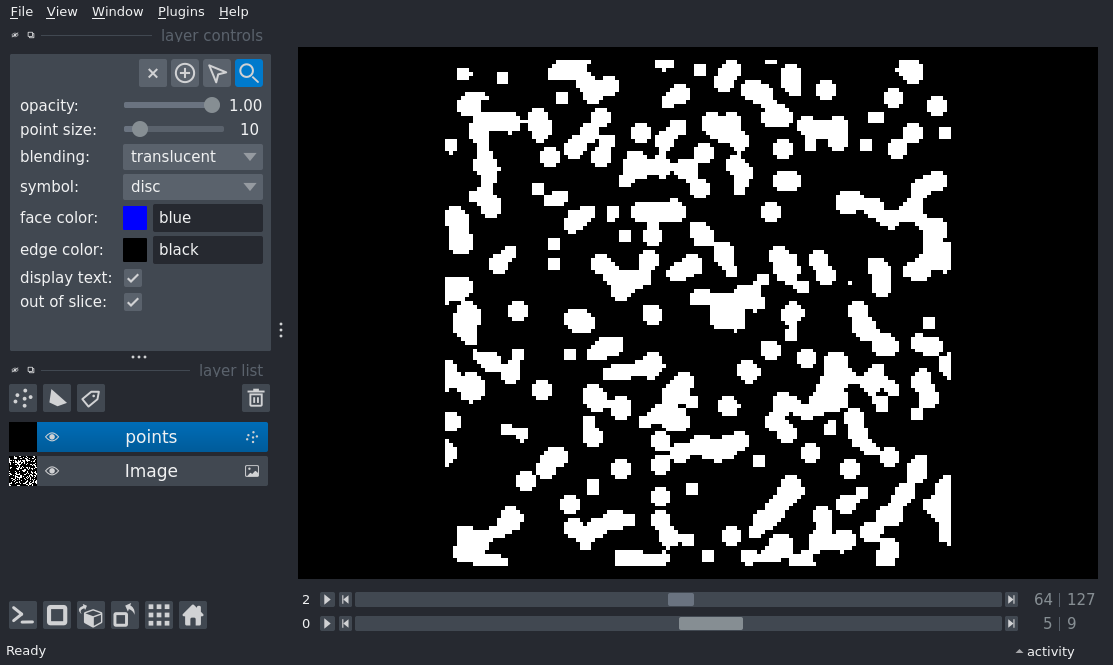 File View Window Plugins Help
layer controls
opacity: 1.00
point size: 10
blending: translucent
symbol: disc
face color: blue
edge color: black
display text:
out of slice:
layer list
points
Image
2 64 | 127
0 5 | 9
Ready activity